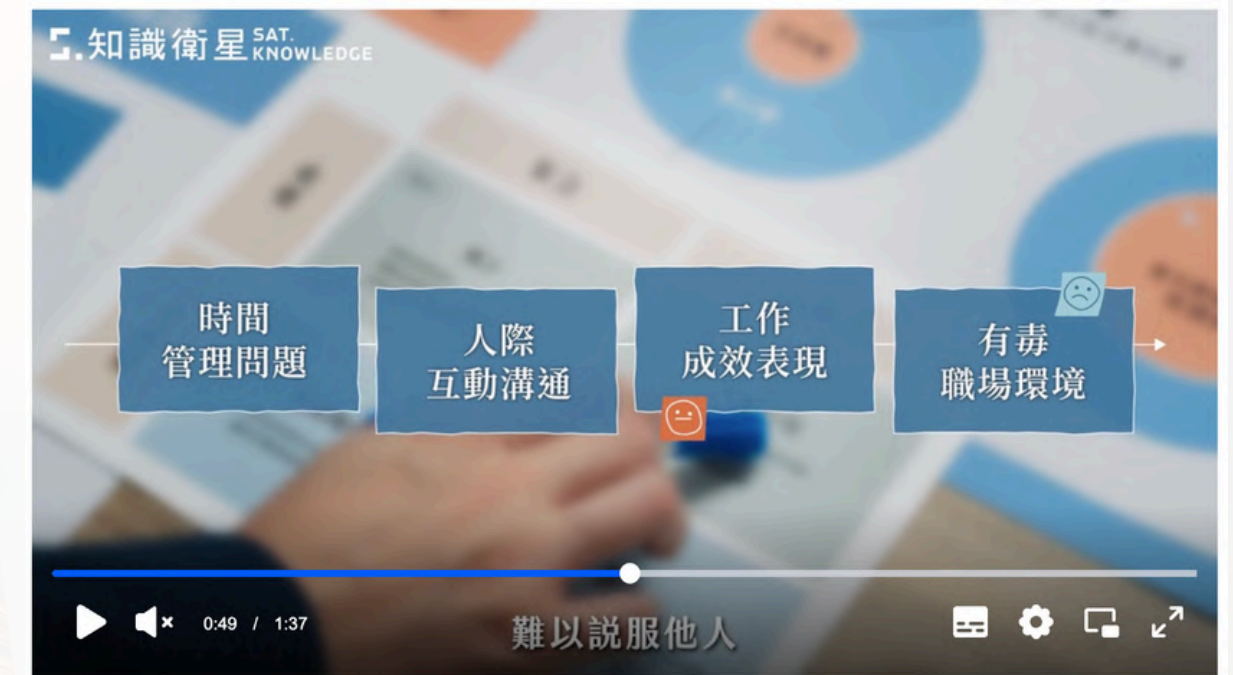 知識衛星 SAT. KNOWLEDGE
時間
管理問題
人際
互動溝通
工作
成效表現
有毒
職場環境
0:49 / 1:37
難以說服他人